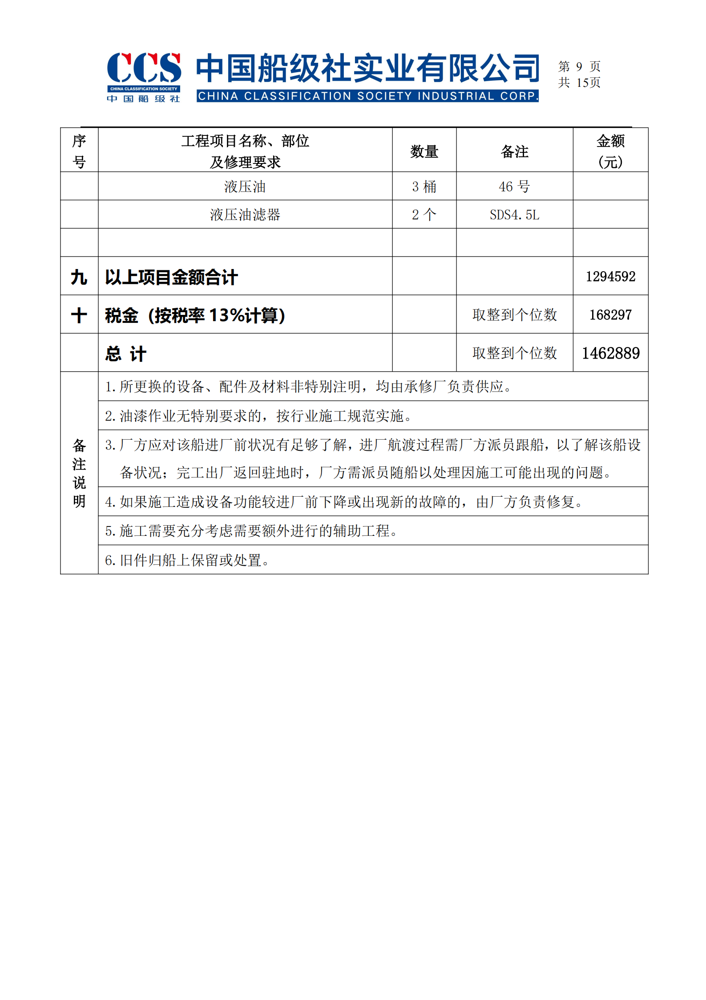 CCS
CHINA CLASSIFICATION SOCIETY
中国船级社
中国船级社实业有限公司
CHINA CLASSIFICATION SOCIETY INDUSTRIAL CORP.
第 9 页
共 15页
序号 工程项目名称、部位及修理要求 数量 备注 金额(元)
液压油 3 桶 46 号
液压油滤器 2 个 SDS4.5L
九 以上项目金额合计 1294592
十 税金（按税率 13%计算） 取整到个位数 168297
总 计 取整到个位数 1462889
备注说明
1.所更换的设备、配件及材料非特别注明，均由承修厂负责供应。
2.油漆作业无特别要求的，按行业施工规范实施。
3.厂方应对该船进厂前状况有足够了解，进厂航渡过程需厂方派员跟船，以了解该船设
备状况；完工出厂返回驻地时，厂方需派员随船以处理因施工可能出现的问题。
4.如果施工造成设备功能较进厂前下降或出现新的故障的，由厂方负责修复。
5.施工需要充分考虑需要额外进行的辅助工程。
6.旧件归船上保留或处置。